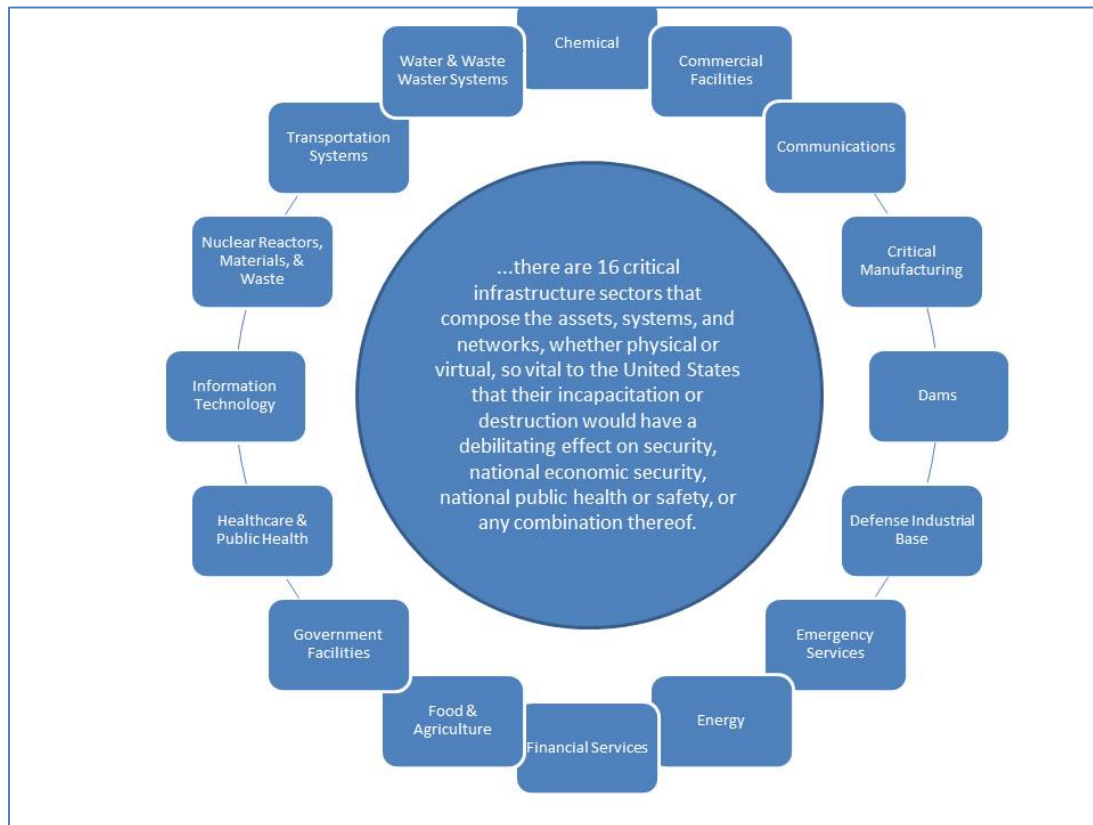 Chemical
Commercial
Facilities
Communications
Critical
Manufacturing
Dams
Defense Industrial
Base
Emergency
Services
Energy
Financial Services
Food &
Agriculture
Government
Facilities
Healthcare &
Public Health
Information
Technology
Nuclear Reactors,
Materials, &
Waste
Transportation
Systems
Water & Waste
Waster Systems
...there are 16 critical
infrastructure sectors that
compose the assets, systems, and
networks, whether physical or
virtual, so vital to the United States
that their incapacitation or
destruction would have a
debilitating effect on security,
national economic security,
national public health or safety, or
any combination thereof.